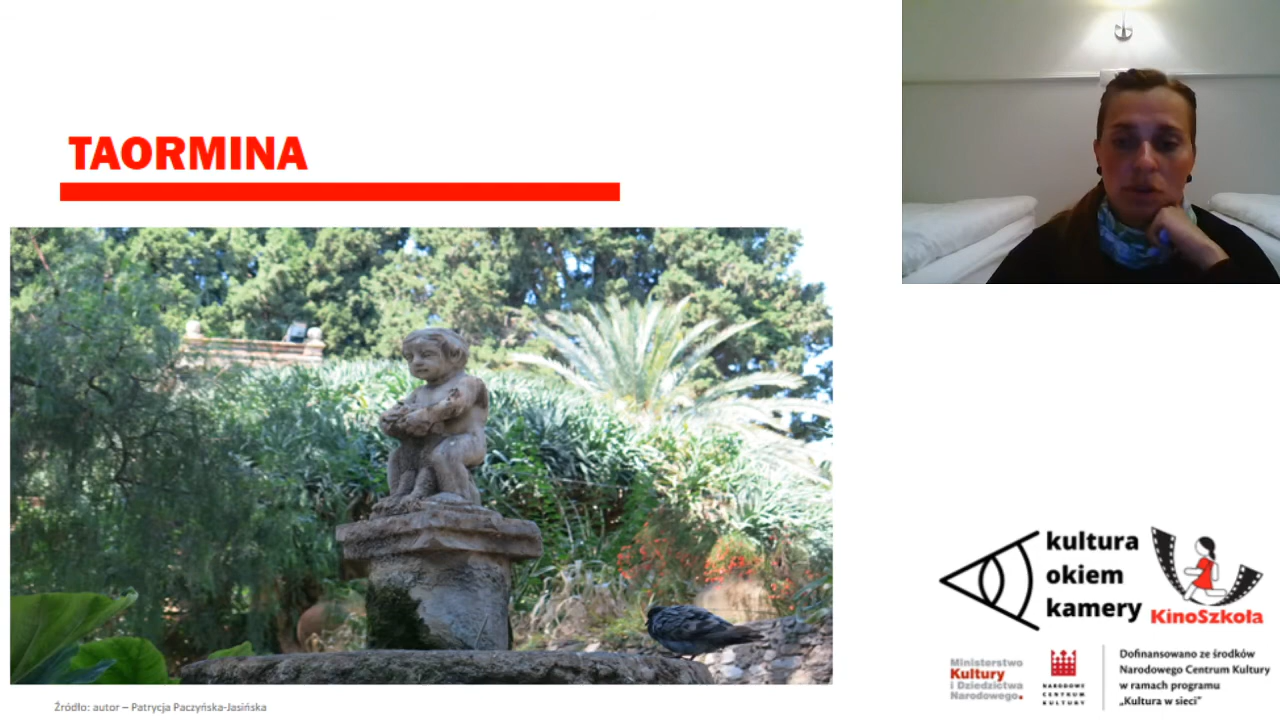 TAORMINA
kultura
okiem
kamery
KinoSzkoła
Ministerstwo
Kultury
i Dziedzictwa
Narodowego.
NARODOWE
CENTRUM
KULTURY
Dofinansowano ze środków
Narodowego Centrum Kultury
w ramach programu
„Kultura w sieci”
Źródło: autor – Patrycja Paczyńska-Jasińska